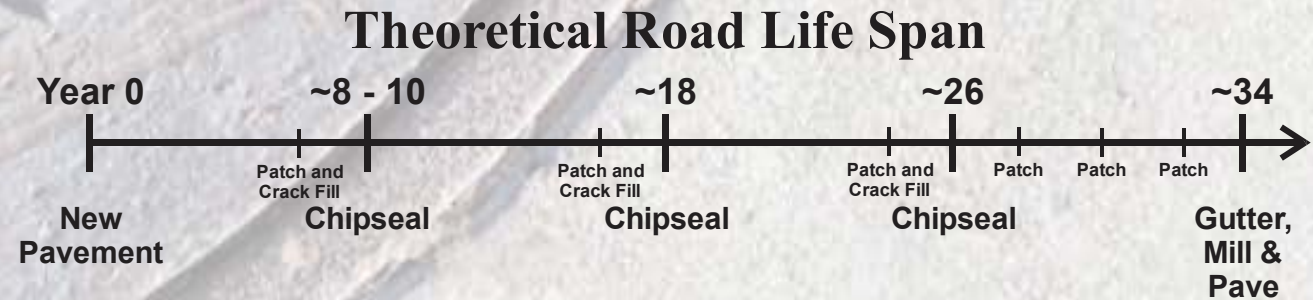 Theoretical Road Life Span
Year 0
~8 - 10
~18
~26
~34
Patch and
Crack Fill
Patch and
Crack Fill
Patch and
Crack Fill
Patch
Patch
Patch
New
Pavement
Chipseal
Chipseal
Chipseal
Gutter,
Mill &
Pave